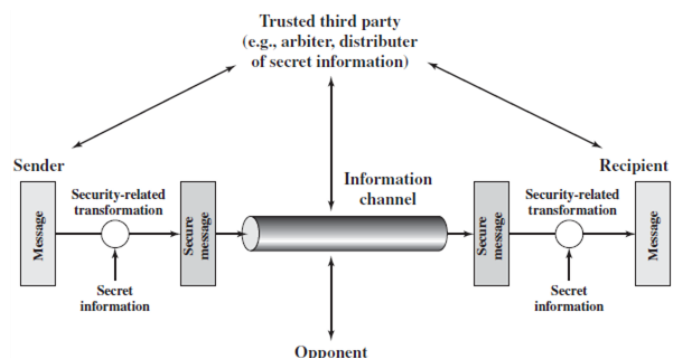 Trusted third party
(e.g., arbiter, distributer
of secret information)
Sender
Recipient
Information
channel
Security-related
transformation
Security-related
transformation
Message
Secure
message
Secure
message
Message
Secret
information
Secret
information
Opponent